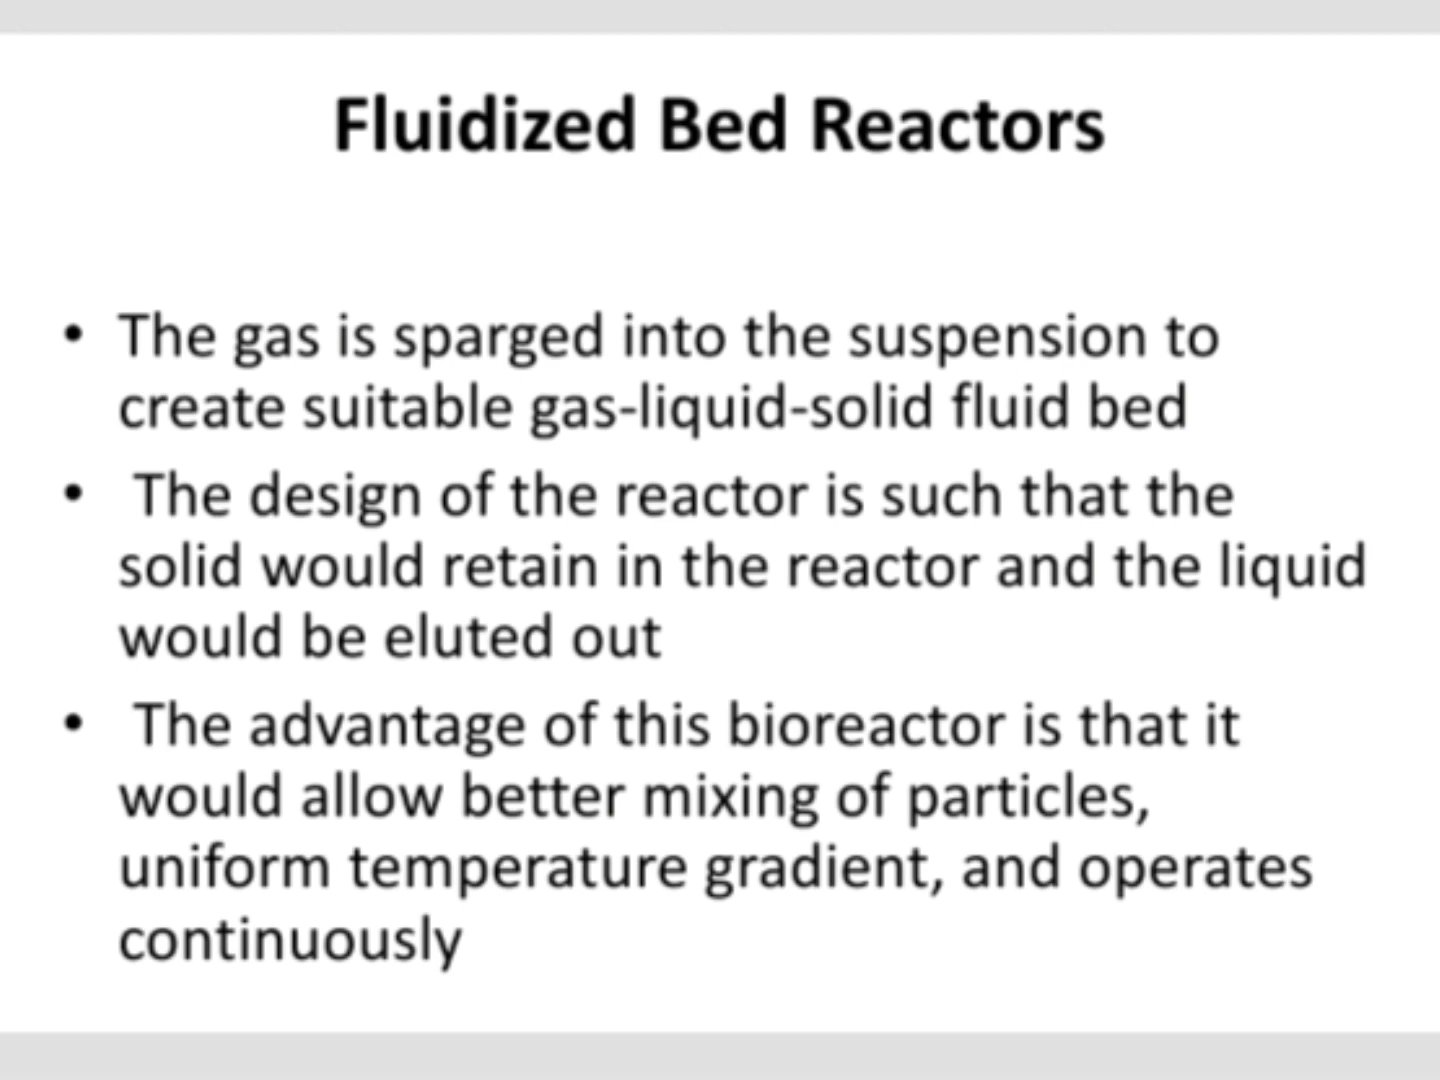 Fluidized Bed Reactors
• The gas is sparged into the suspension to
create suitable gas-liquid-solid fluid bed
• The design of the reactor is such that the
solid would retain in the reactor and the liquid
would be eluted out
• The advantage of this bioreactor is that it
would allow better mixing of particles,
uniform temperature gradient, and operates
continuously